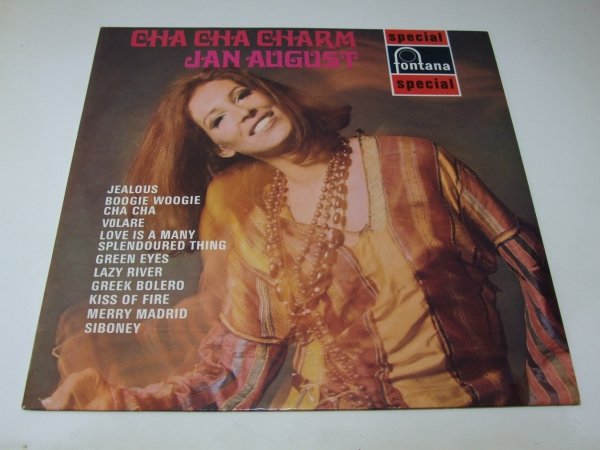 CHA CHA CHARM
JAN AUGUST
special
fontana
special
JEALOUS
BOOGIE WOOGIE
CHA CHA
VOLARE
LOVE IS A MANY
SPLENDOURED THING
GREEN EYES
LAZY RIVER
GREEK BOLERO
KISS OF FIRE
MERRY MADRID
SIBONEY